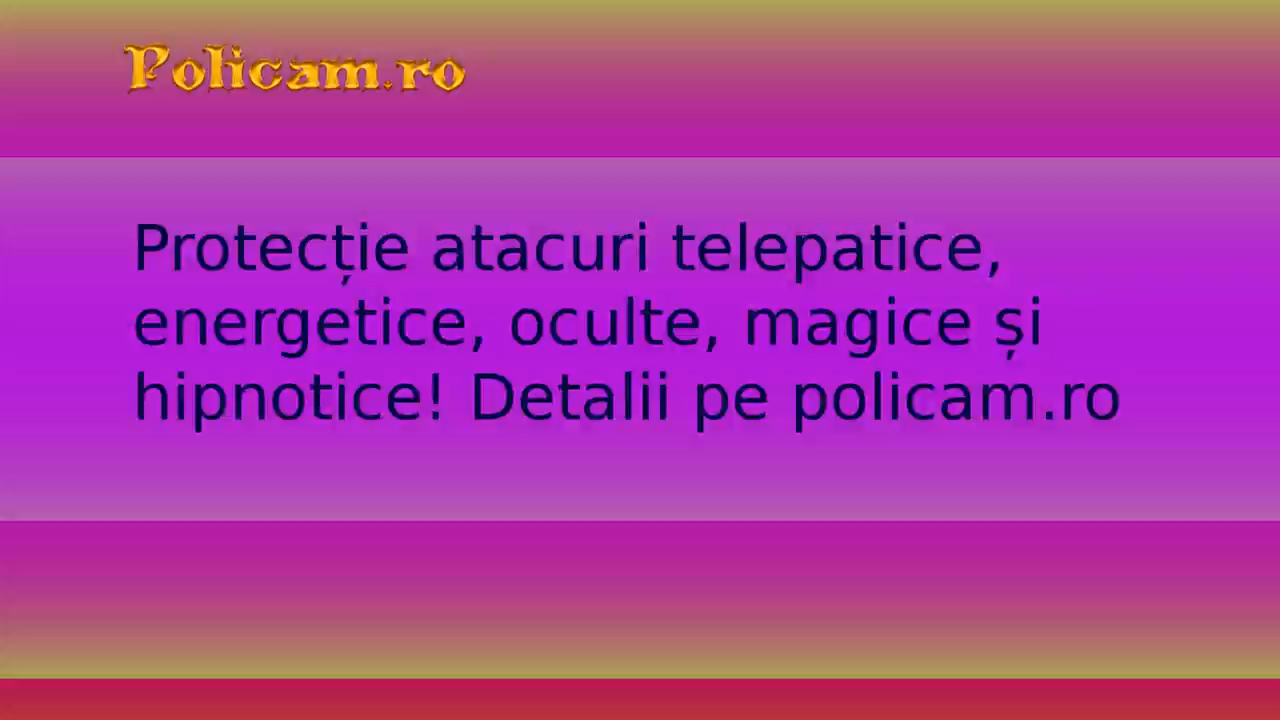 Policam.ro
Protecție atacuri telepatice,
energetice, oculte, magice și
hipnotice! Detalii pe policam.ro